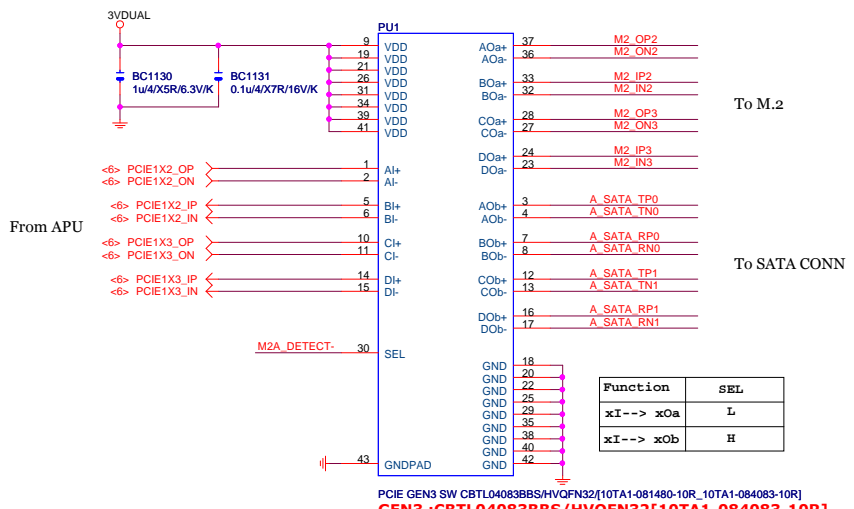 3VDUAL
PU1
BC1130
1u/4/X5R/6.3V/K
BC1131
0.1u/4/X7R/16V/K
9 VDD
19 VDD
21 VDD
26 VDD
31 VDD
34 VDD
39 VDD
41 VDD
AOa+ 37 M2_OP2
AOa- 36 M2_ON2
BOa+ 33 M2_IP2
BOa- 32 M2_IN2
COa+ 28 M2_OP3
COa- 27 M2_ON3
DOa+ 24 M2_IP3
DOa- 23 M2_IN3
To M.2
From APU
<6> PCIE1X2_OP 1 AI+
<6> PCIE1X2_ON 2 AI-
<6> PCIE1X2_IP 5 BI+
<6> PCIE1X2_IN 6 BI-
<6> PCIE1X3_OP 10 CI+
<6> PCIE1X3_ON 11 CI-
<6> PCIE1X3_IP 14 DI+
<6> PCIE1X3_IN 15 DI-
AOb+ 3 A_SATA_TP0
AOb- 4 A_SATA_TN0
BOb+ 7 A_SATA_RP0
BOb- 8 A_SATA_RN0
COb+ 12 A_SATA_TP1
COb- 13 A_SATA_TN1
DOb+ 16 A_SATA_RP1
DOb- 17 A_SATA_RN1
To SATA CONN
M2A_DETECT- 30 SEL
GND 18
GND 20
GND 22
GND 25
GND 29
GND 35
GND 38
GND 40
GND 42
43 GNDPAD
Function SEL
xI--> xOa L
xI--> xOb H
PCIE GEN3 SW CBTL04083BBS/HVQFN32/[10TA1-081480-10R_10TA1-084083-10R]
GEN3 :CBTL04083BBS/HVQFN32[10TA1-084083-10R]